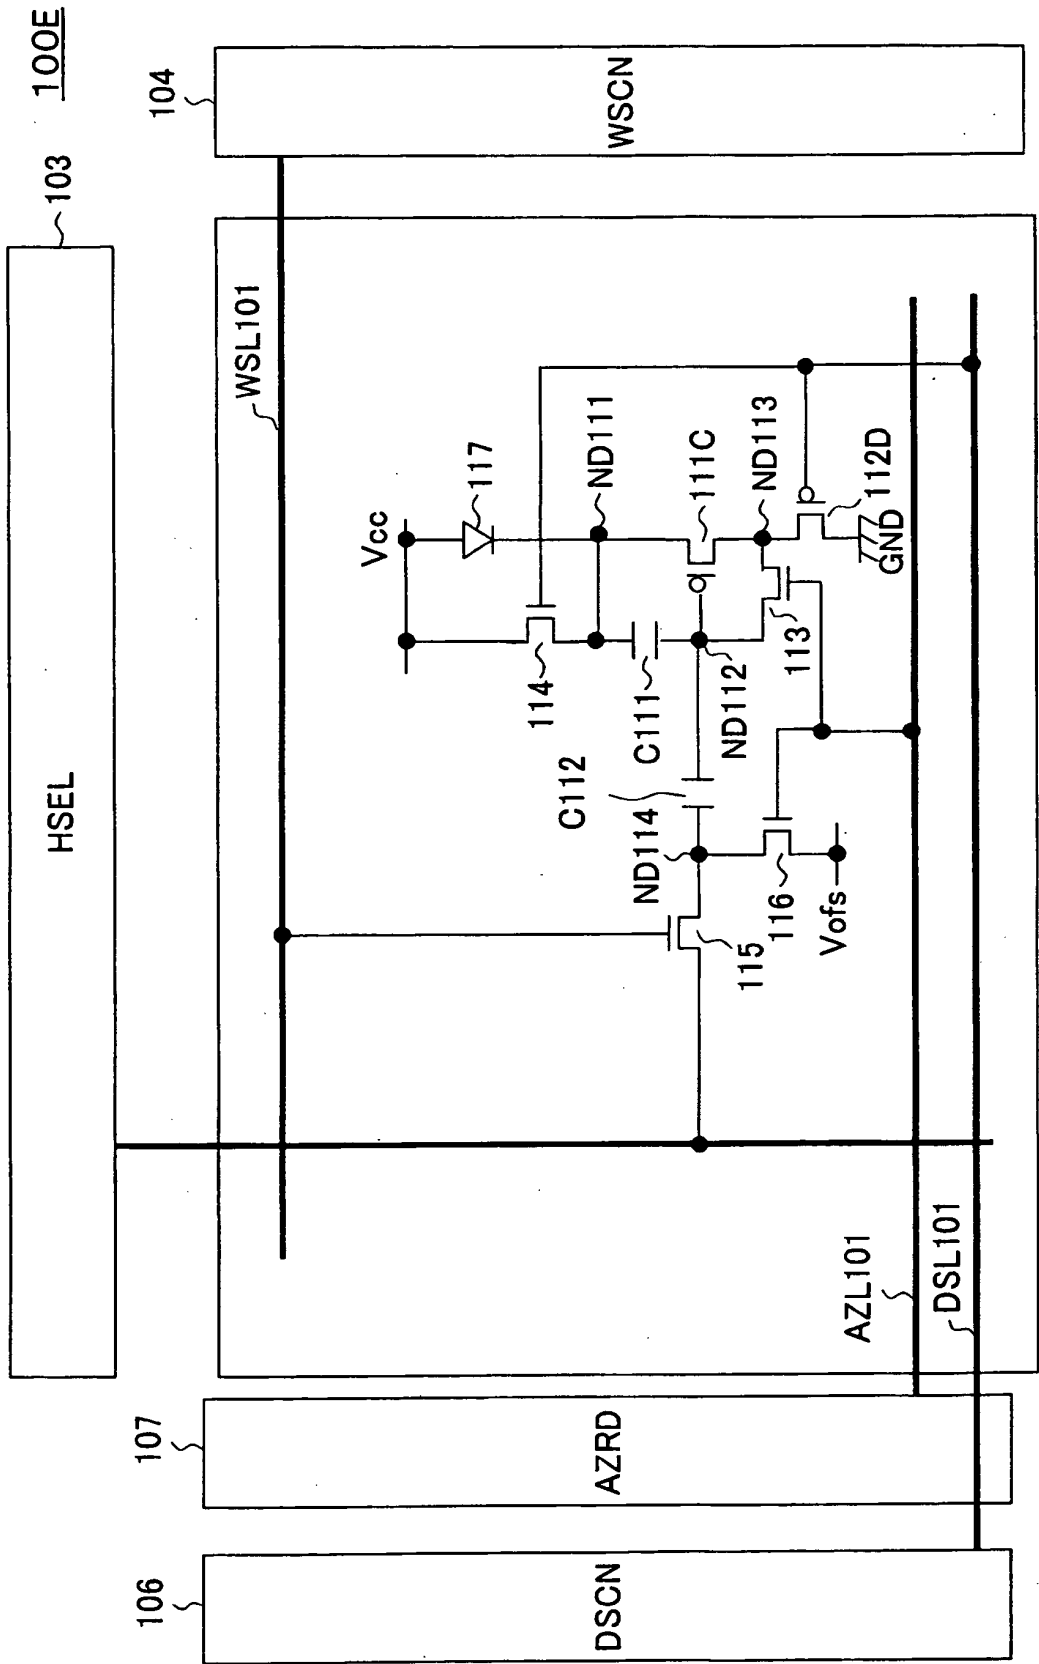 100E
103
104
HSEL
WSL101
WSCN
Vcc
117
114
ND111
C111
111C
C112
ND112
ND113
ND114
113
112D
GND
115
116
Vofs
AZL101
DSL101
107
AZRD
106
DSCN